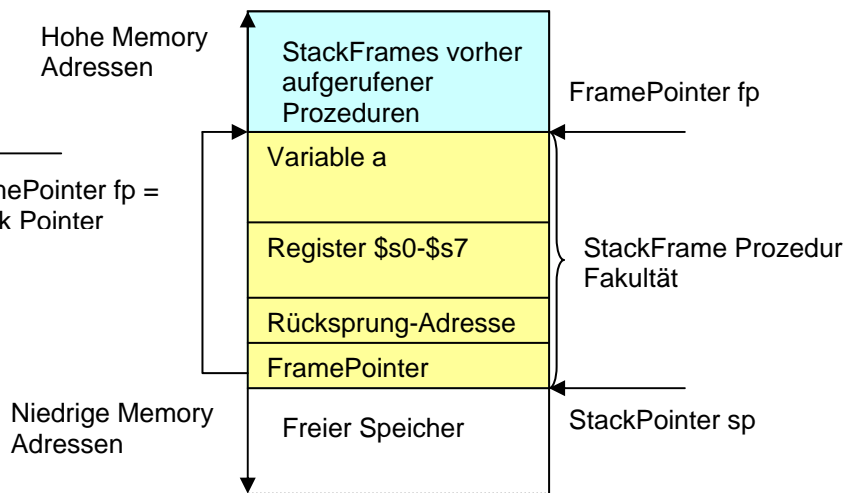 Hohe Memory
Adressen
StackFrames vorher
aufgerufener
Prozeduren
FramePointer fp
Variable a
fp =
Pointer
Register $s0-$s7
StackFrame Prozedur
Fakultät
Rücksprung-Adresse
FramePointer
Niedrige Memory
Adressen
Freier Speicher
StackPointer sp